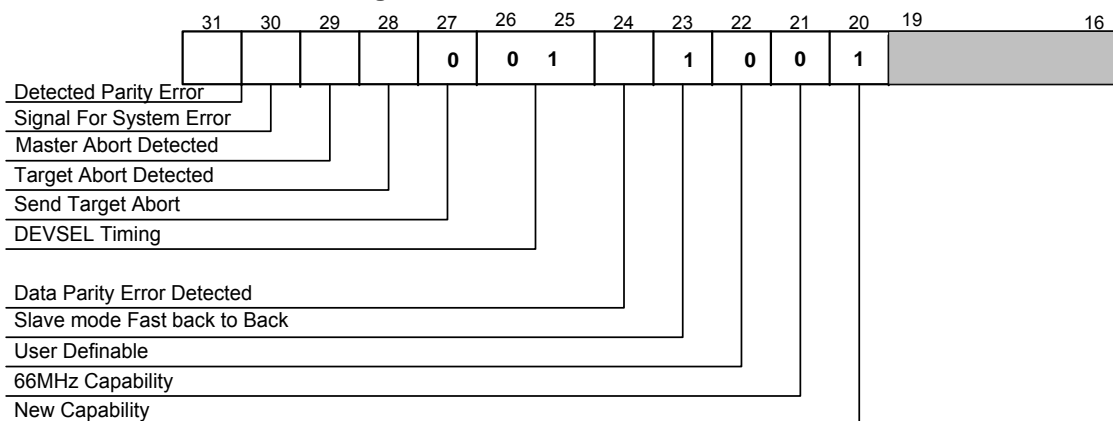 31 30 29 28 27 26 25 24 23 22 21 20 19 16
0 0 1 1 0 0 1
Detected Parity Error
Signal For System Error
Master Abort Detected
Target Abort Detected
Send Target Abort
DEVSEL Timing
Data Parity Error Detected
Slave mode Fast back to Back
User Definable
66MHz Capability
New Capability